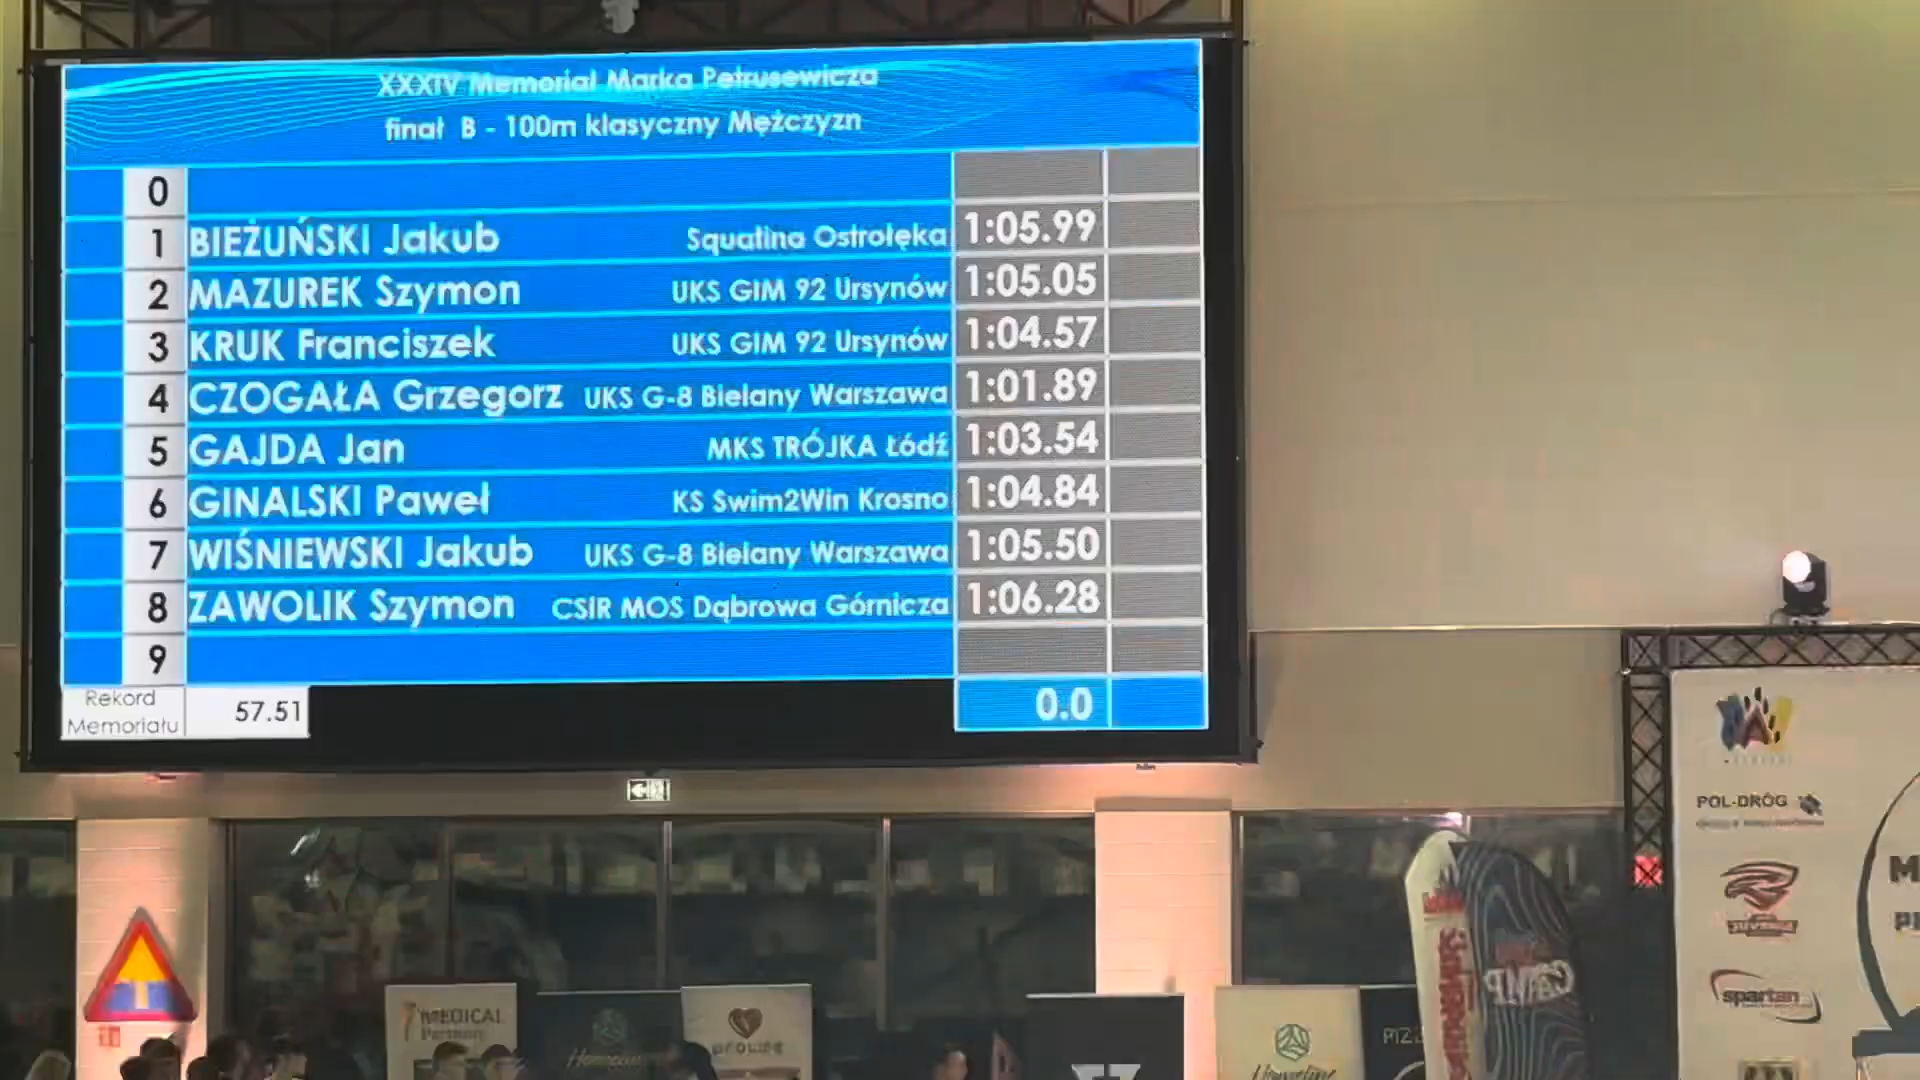 XXXIV Memoriał Marka Petrusewicza
finał B - 100m klasyczny Mężczyzn
0
1 BIEŻUŃSKI Jakub Squatina Ostrołęka 1:05.99
2 MAZUREK Szymon UKS GIM 92 Ursynów 1:05.05
3 KRUK Franciszek UKS GIM 92 Ursynów 1:04.57
4 CZOGAŁA Grzegorz UKS G-8 Bielany Warszawa 1:01.89
5 GAJDA Jan MKS TRÓJKA Łódź 1:03.54
6 GINALSKI Paweł KS Swim2Win Krosno 1:04.84
7 WIŚNIEWSKI Jakub UKS G-8 Bielany Warszawa 1:05.50
8 ZAWOLIK Szymon CSiR MOS Dąbrowa Górnicza 1:06.28
9
Rekord
Memoriału 57.51 0.0
POL-DRÓG
spartan
MEDICAL
Partner